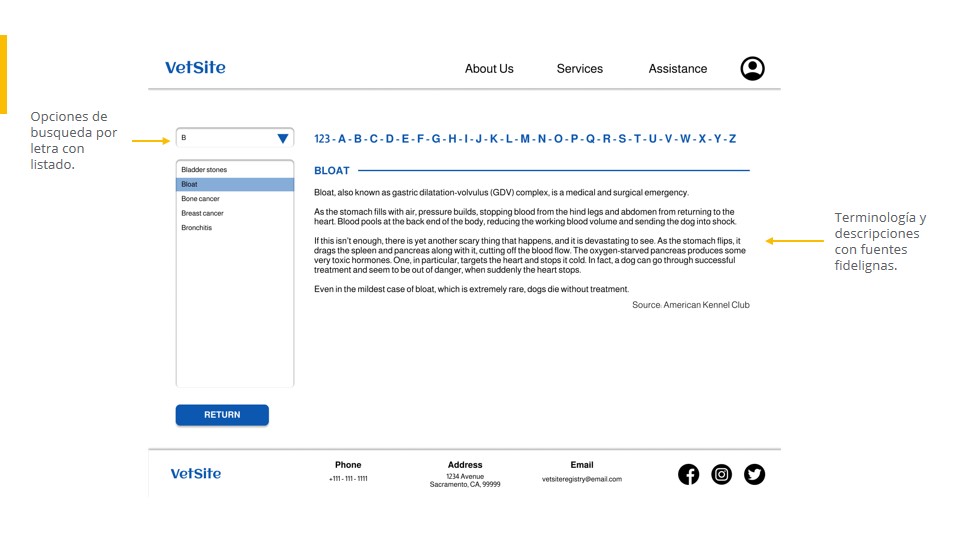 VetSite
About Us
Services
Assistance
Opciones de
busqueda por
letra con
listado.
B
123 - A - B - C - D - E - F - G - H - I - J - K - L - M - N - O - P - Q - R - S - T - U - V - W - X - Y - Z
Bladder stones
Bloat
Bone cancer
Breast cancer
Bronchitis
BLOAT
Bloat, also known as gastric dilatation-volvulus (GDV) complex, is a medical and surgical emergency.
As the stomach fills with air, pressure builds, stopping blood from the hind legs and abdomen from returning to the
heart. Blood pools at the back end of the body, reducing the working blood volume and sending the dog into shock.
If this isn't enough, there is yet another scary thing that happens, and it is devastating to see. As the stomach flips, it
drags the spleen and pancreas along with it, cutting off the blood flow. The oxygen-starved pancreas produces some
very toxic hormones. One, in particular, targets the heart and stops it cold. In fact, a dog can go through successful
treatment and seem to be out of danger, when suddenly the heart stops.
Even in the mildest case of bloat, which is extremely rare, dogs die without treatment.
Source: American Kennel Club
Terminología y
descripciones
con fuentes
fidelignas.
RETURN
VetSite
Phone
+111 - 111 - 1111
Address
1234 Avenue
Sacramento, CA, 99999
Email
vetsiteregistry@email.com